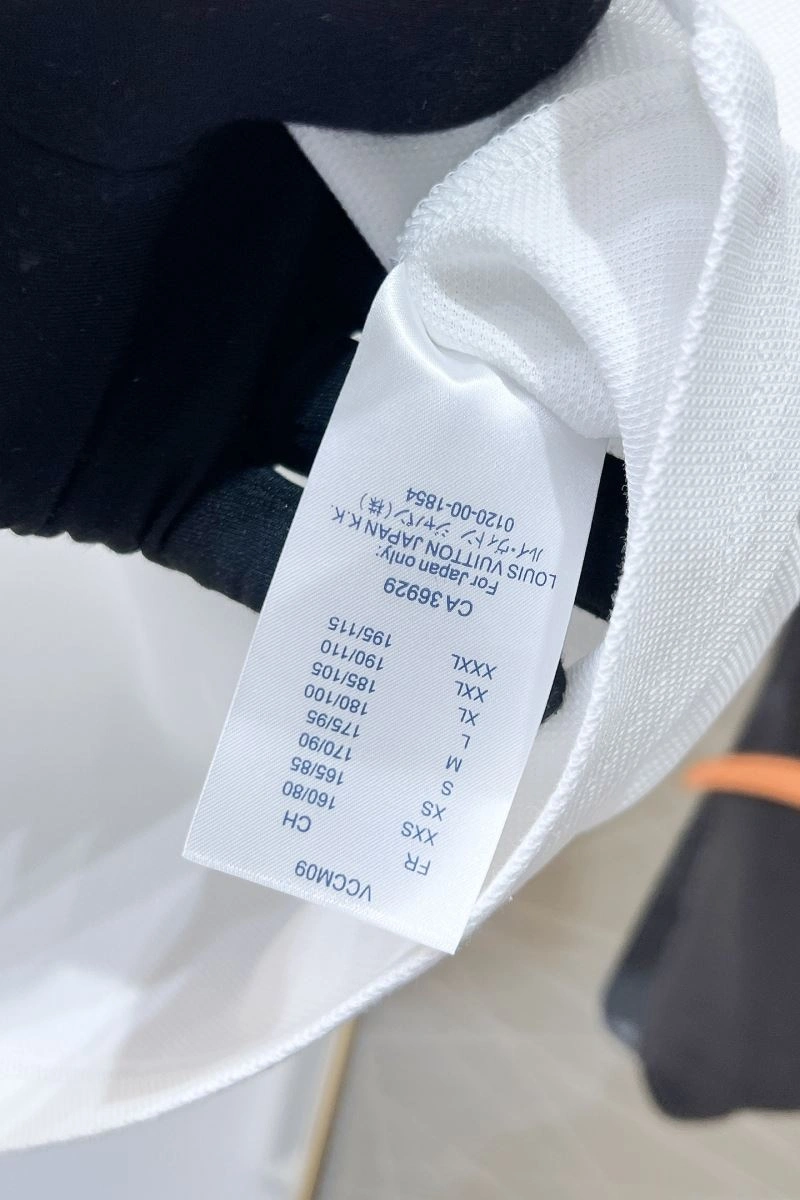 VCCM09
FR CH
XXS 160/80
XS 165/85
S 170/90
M 175/95
L 180/100
XL 185/105
XXL 190/110
XXXL 195/115
CA 36929
For Japan only:
LOUIS VUITTON JAPAN K.K.
ルイ・ヴィトン ジャパン(株)
0120-00-1854